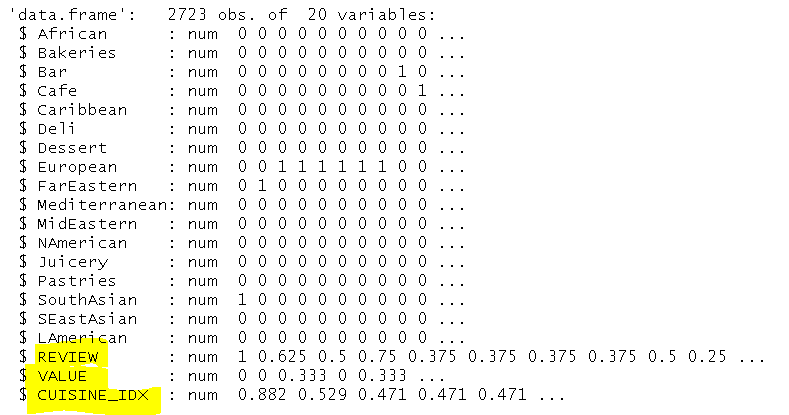 'data.frame':   2723 obs. of  20 variables:
 $ African      : num  0 0 0 0 0 0 0 0 0 0 ...
 $ Bakeries     : num  0 0 0 0 0 0 0 0 0 0 ...
 $ Bar          : num  0 0 0 0 0 0 0 0 1 0 ...
 $ Cafe         : num  0 0 0 0 0 0 0 0 0 1 ...
 $ Caribbean    : num  0 0 0 0 0 0 0 0 0 0 ...
 $ Deli         : num  0 0 0 0 0 0 0 0 0 0 ...
 $ Dessert      : num  0 0 0 0 0 0 0 0 0 0 ...
 $ European     : num  0 0 1 1 1 1 1 1 0 0 ...
 $ FarEastern   : num  0 1 0 0 0 0 0 0 0 0 ...
 $ Mediterranean: num  0 0 0 0 0 0 0 0 0 0 ...
 $ MidEastern   : num  0 0 0 0 0 0 0 0 0 0 ...
 $ NAmerican    : num  0 0 0 0 0 0 0 0 0 0 ...
 $ Juicery      : num  0 0 0 0 0 0 0 0 0 0 ...
 $ Pastries     : num  0 0 0 0 0 0 0 0 0 0 ...
 $ SouthAsian   : num  1 0 0 0 0 0 0 0 0 0 ...
 $ SEastAsian   : num  0 0 0 0 0 0 0 0 0 0 ...
 $ LAmerican    : num  0 0 0 0 0 0 0 0 0 0 ...
 $ REVIEW       : num  1 0.625 0.5 0.75 0.375 0.375 0.375 0.375 0.5 0.25 ...
 $ VALUE        : num  0 0 0.333 0 0.333 ...
 $ CUISINE_IDX  : num  0.882 0.529 0.471 0.471 0.471 ...